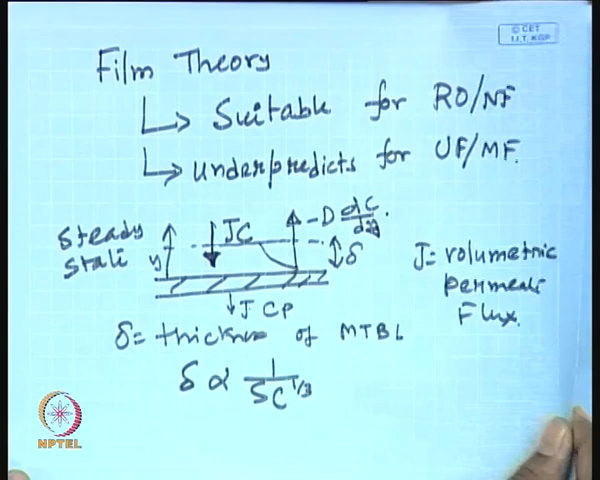 © CET
I.I.T. KGP
Film Theory
↳ Suitable for RO/NF
↳ underpredicts for UF/MF.
Steady
stali
y
JC
-D dC/dy.
δ
J CP
J = volumetric
permeate
Flux.
δ = thickness of MTBL
δ ∝ 1/SC^1/3
NPTEL